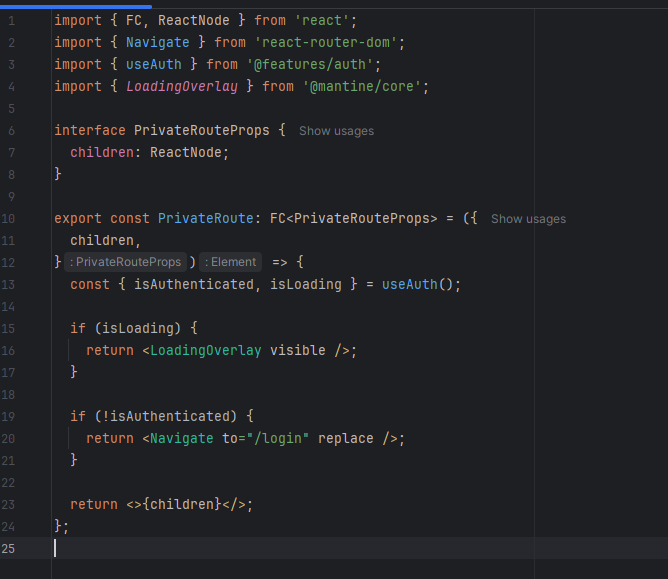 1 import { FC, ReactNode } from 'react';
2 import { Navigate } from 'react-router-dom';
3 import { useAuth } from '@features/auth';
4 import { LoadingOverlay } from '@mantine/core';
5
6 interface PrivateRouteProps { Show usages
7   children: ReactNode;
8 }
9
10 export const PrivateRoute: FC<PrivateRouteProps> = ({ Show usages
11   children,
12 } : PrivateRouteProps ) : Element => {
13   const { isAuthenticated, isLoading } = useAuth();
14
15   if (isLoading) {
16     return <LoadingOverlay visible />;
17   }
18
19   if (!isAuthenticated) {
20     return <Navigate to="/login" replace />;
21   }
22
23   return <>{children}</>;
24 };
25